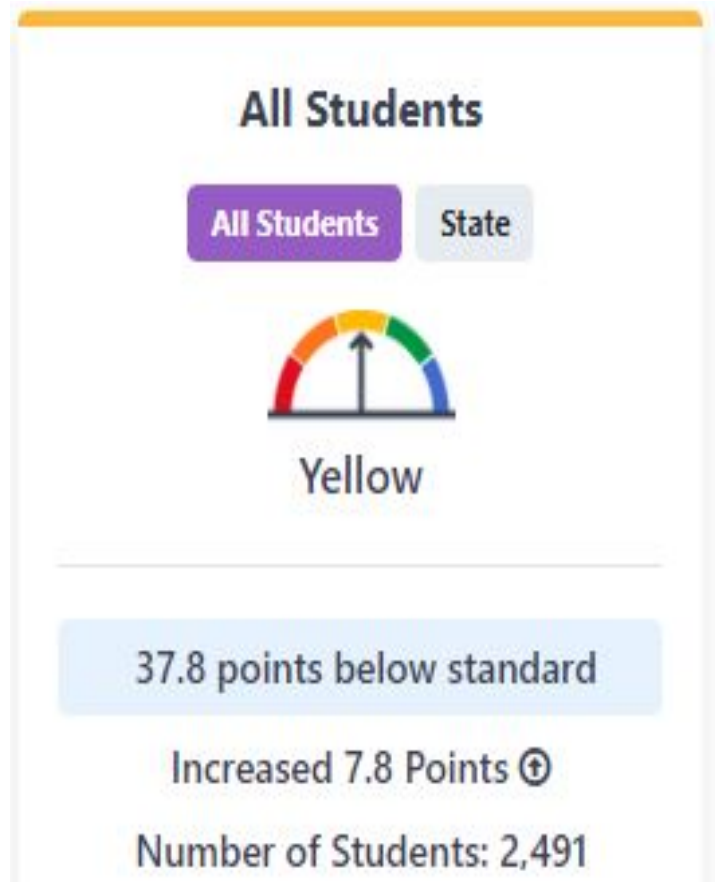 All Students
All Students State
Yellow
37.8 points below standard
Increased 7.8 Points
Number of Students: 2,491